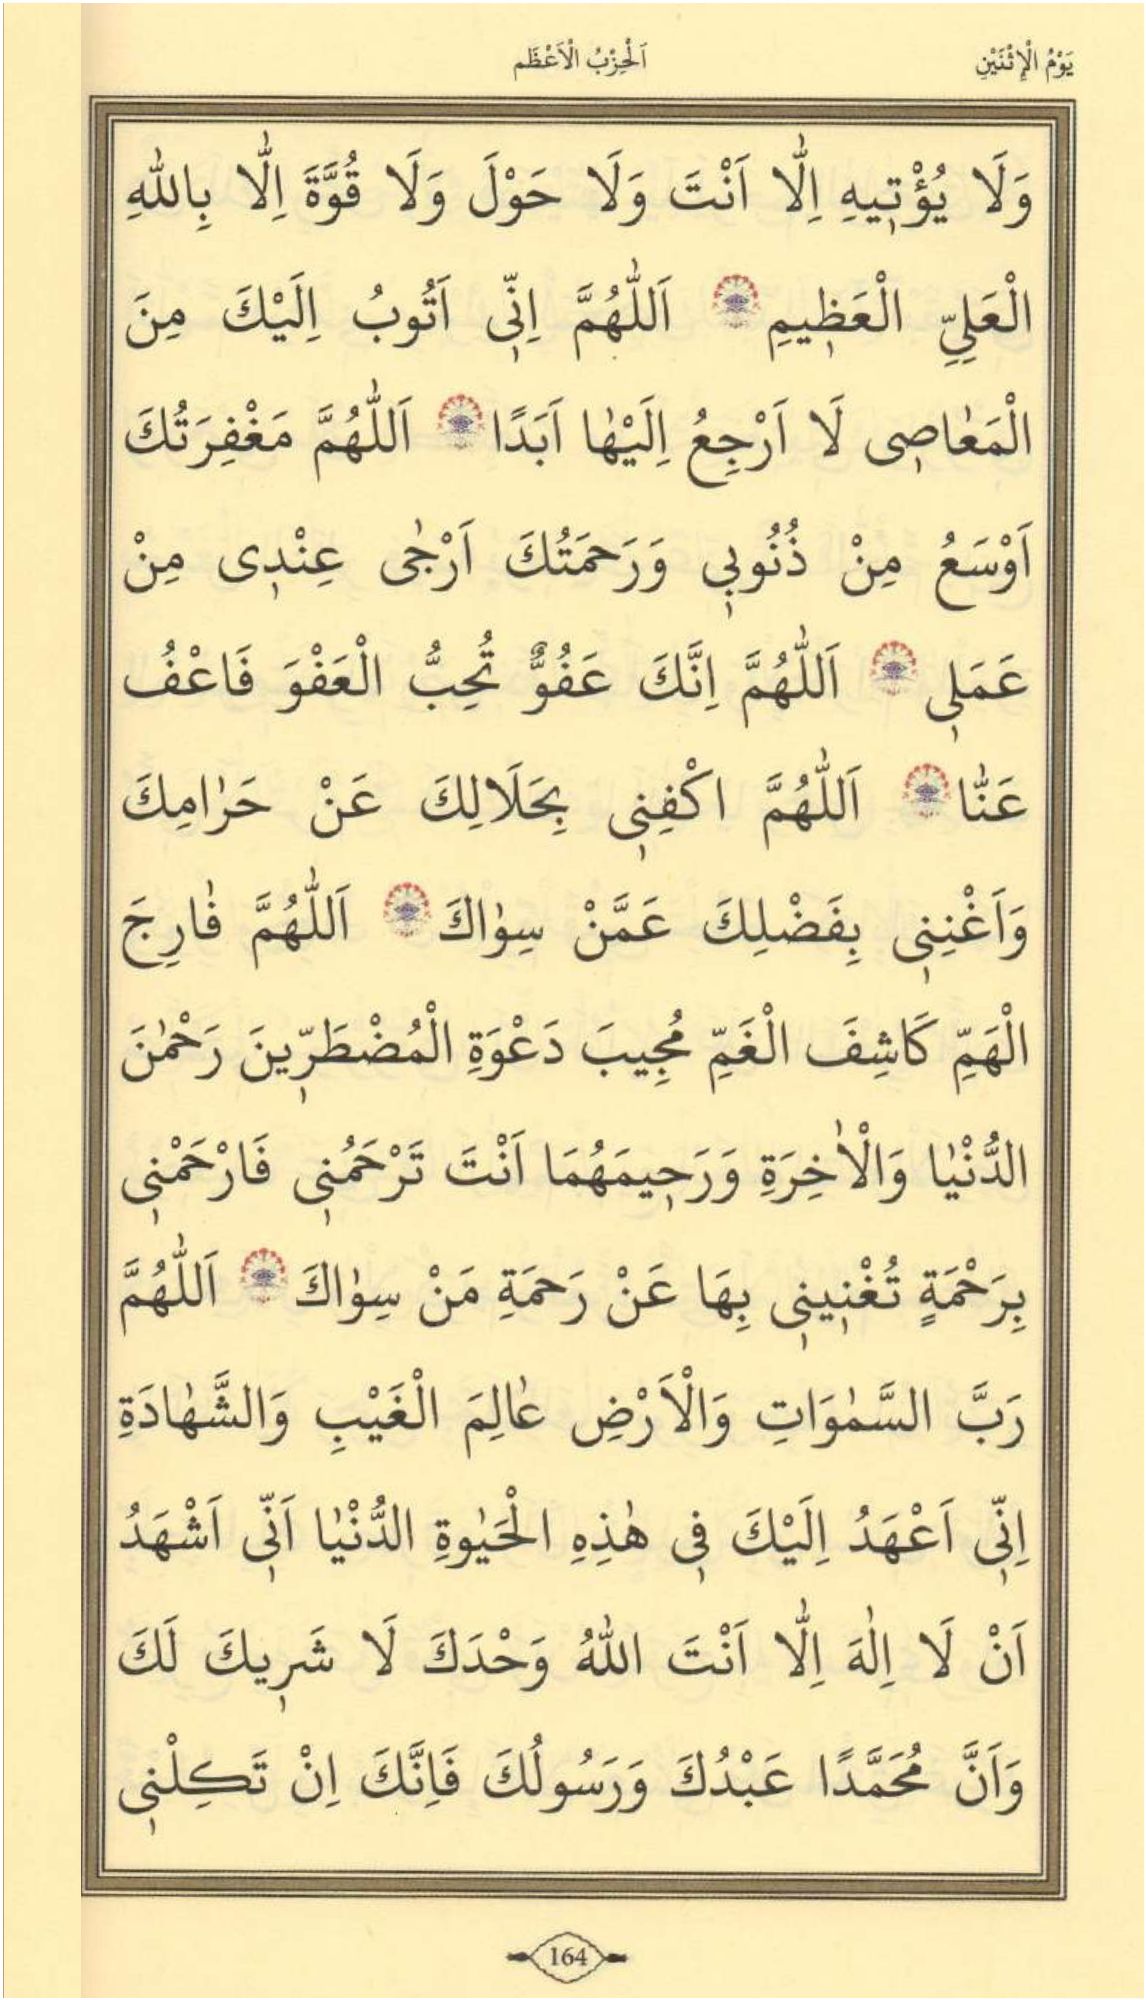 يَوْمُ الْاِثْنَيْنِ
اَلْحِزْبُ الْاَعْظَم
وَلَا يُؤْت۪يهِ اِلَّا اَنْتَ وَلَا حَوْلَ وَلَا قُوَّةَ اِلَّا بِاللّٰهِ
الْعَلِيِّ الْعَظ۪يمِ ۞ اَللّٰهُمَّ اِنّ۪ى اَتُوبُ اِلَيْكَ مِنَ
الْمَعٰاص۪ى لَا اَرْجِعُ اِلَيْهٰا اَبَدًا ۞ اَللّٰهُمَّ مَغْفِرَتُكَ
اَوْسَعُ مِنْ ذُنُوب۪ى وَرَحمَتُكَ اَرْجٰى عِنْد۪ى مِنْ
عَمَل۪ى ۞ اَللّٰهُمَّ اِنَّكَ عَفُوٌّ تُحِبُّ الْعَفْوَ فَاعْفُ
عَنّٰا ۞ اَللّٰهُمَّ اكْفِن۪ى بِحَلَالِكَ عَنْ حَرٰامِكَ
وَاَغْنِن۪ى بِفَضْلِكَ عَمَّنْ سِوٰاكَ ۞ اَللّٰهُمَّ فٰارِجَ
الْهَمِّ كَاشِفَ الْغَمِّ مُجِيبَ دَعْوَةِ الْمُضْطَرّ۪ينَ رَحْمٰنَ
الدُّنْيٰا وَالْاٰخِرَةِ وَرَح۪يمَهُمَا اَنْتَ تَرْحَمُن۪ى فَارْحَمْن۪ى
بِرَحْمَةٍ تُغْن۪ين۪ى بِهَا عَنْ رَحمَةِ مَنْ سِوٰاكَ ۞ اَللّٰهُمَّ
رَبَّ السَّمٰوَاتِ وَالْاَرْضِ عٰالِمَ الْغَيْبِ وَالشَّهٰادَةِ
اِنّ۪ى اَعْهَدُ اِلَيْكَ ف۪ى هٰذِهِ الْحَيٰوةِ الدُّنْيٰا اَنّ۪ى اَشْهَدُ
اَنْ لَا اِلٰهَ اِلَّا اَنْتَ اللّٰهُ وَحْدَكَ لَا شَر۪يكَ لَكَ
وَاَنَّ مُحَمَّدًا عَبْدُكَ وَرَسُولُكَ فَاِنَّكَ اِنْ تَكِلْن۪ى
164